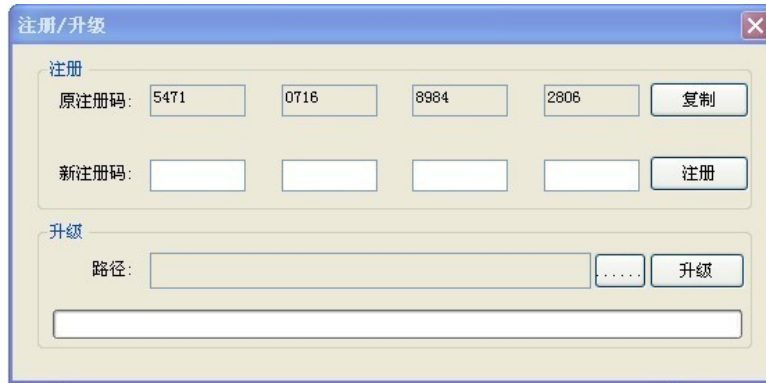 注册/升级
注册
原注册码: 5471 0716 8984 2806 复制
新注册码: 注册
升级
路径: ...... 升级